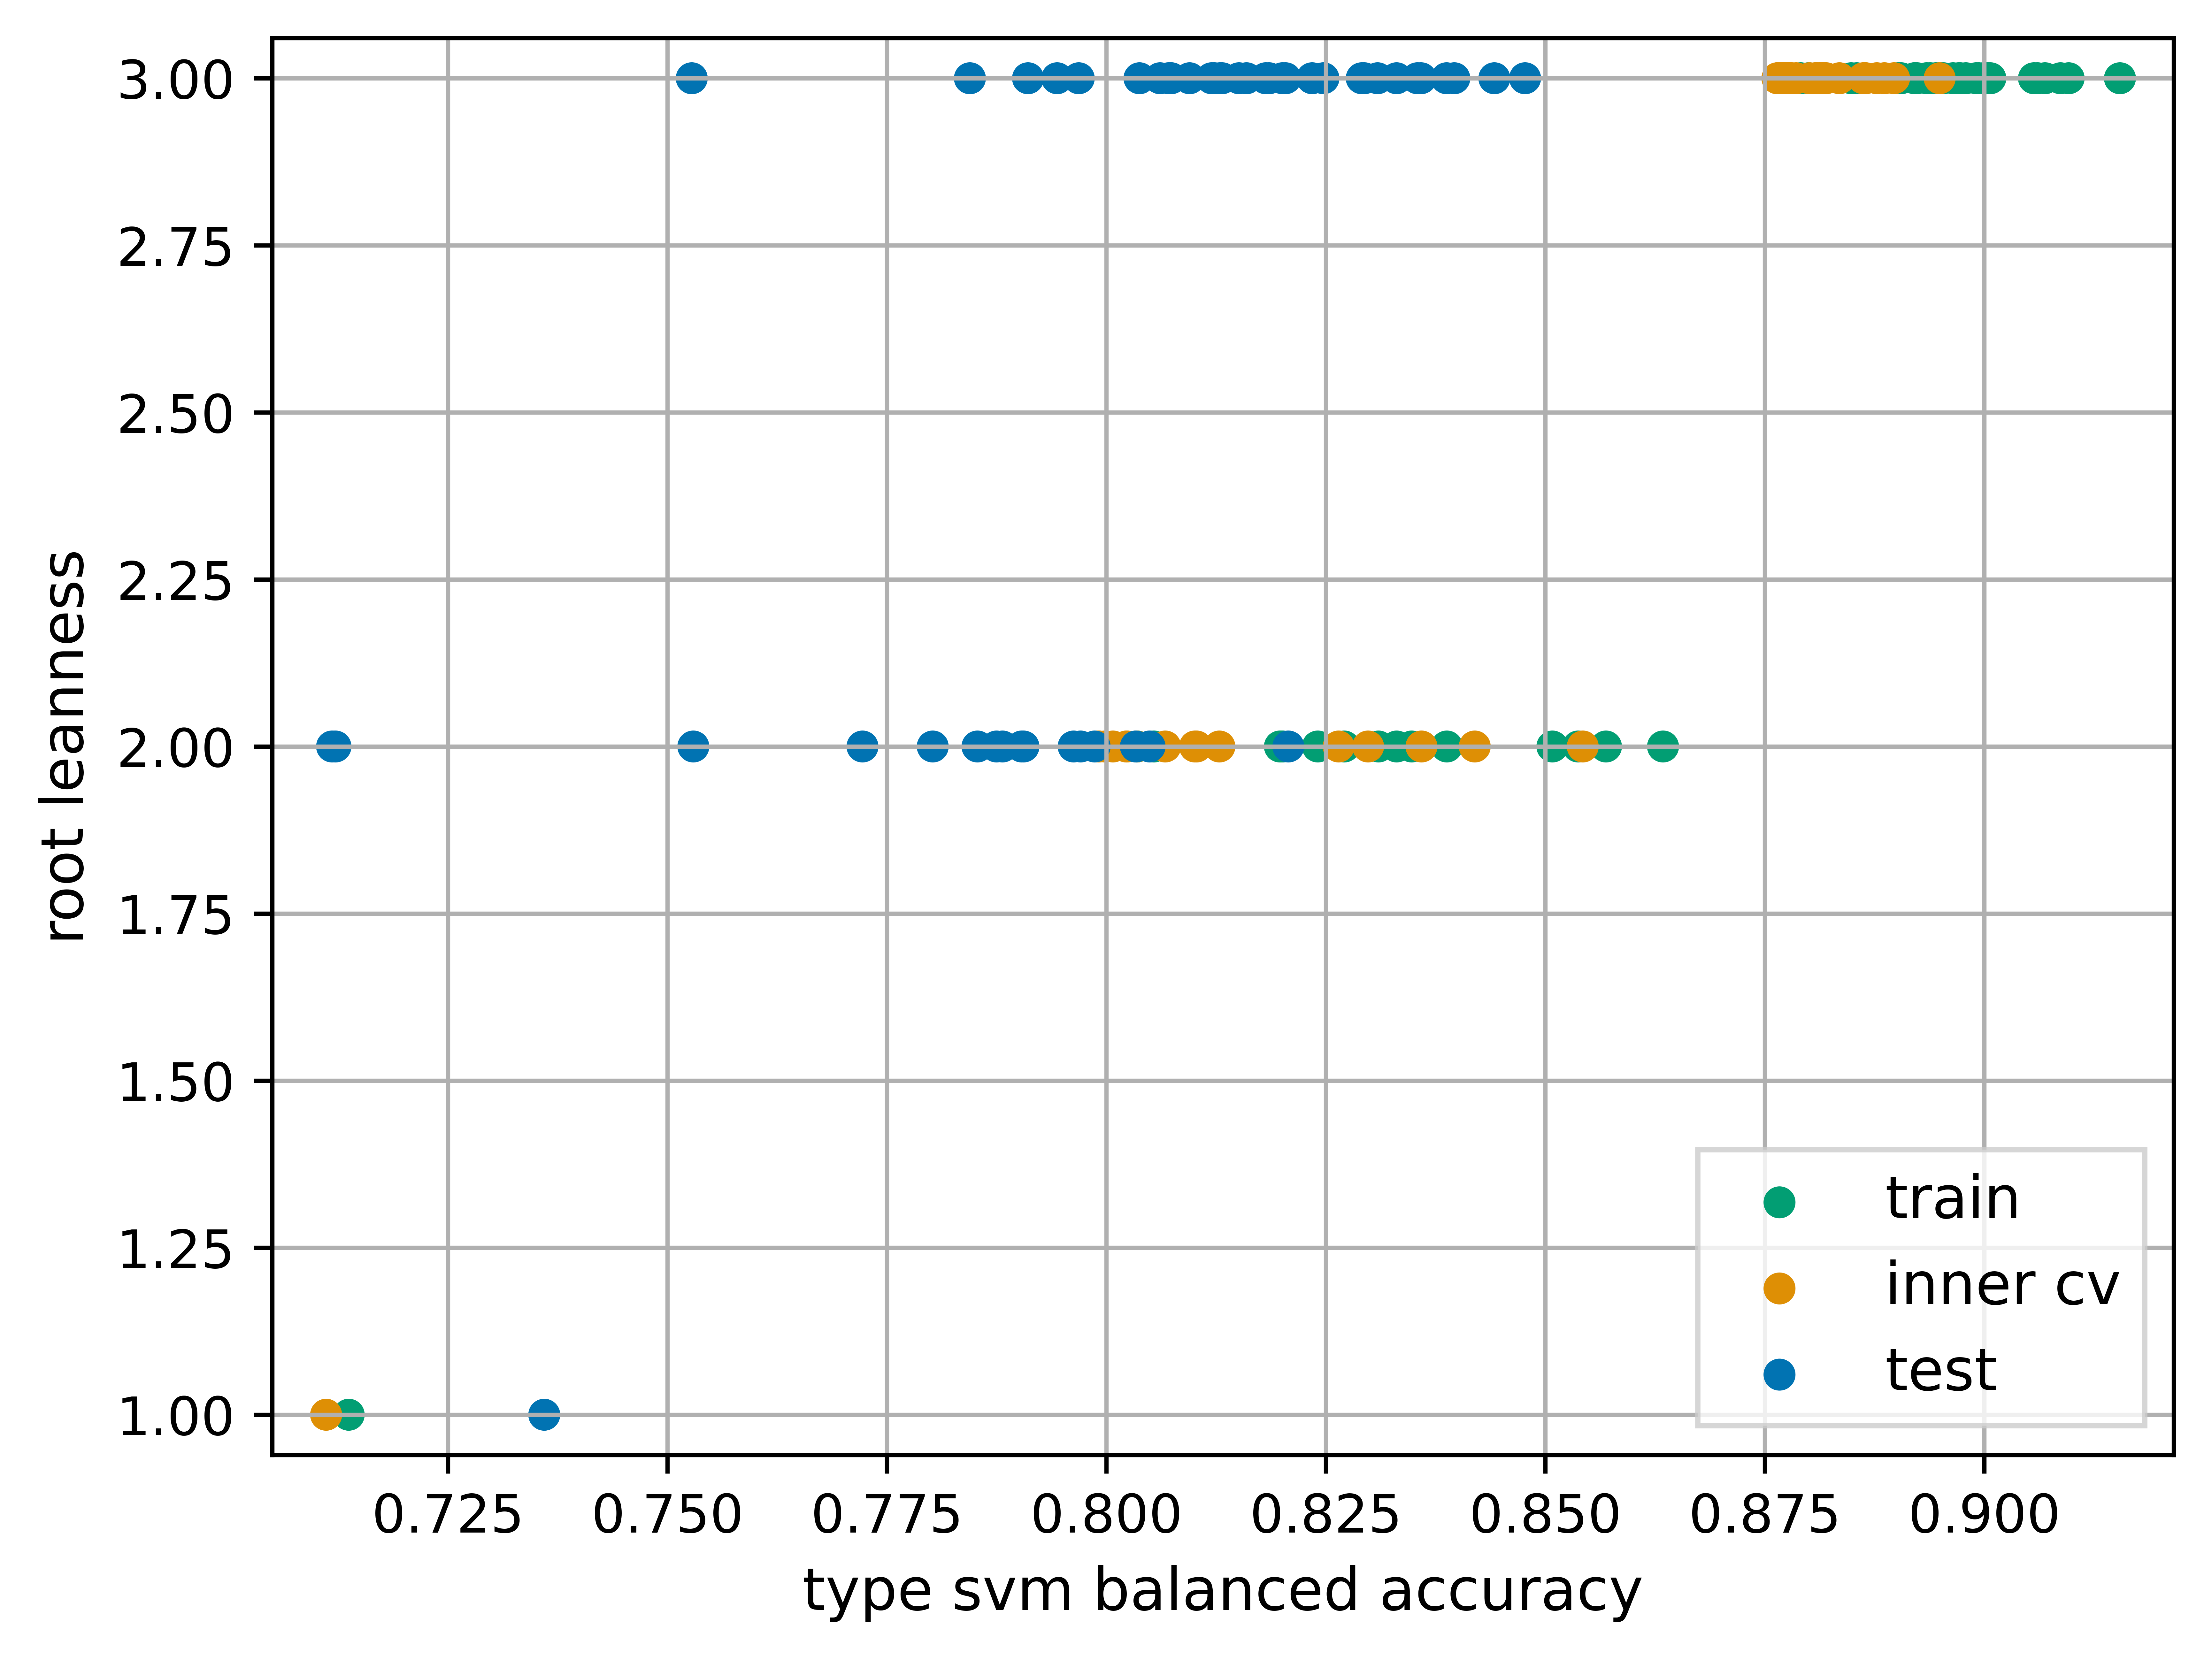 3.00
2.75
2.50
2.25
2.00
1.75
1.50
1.25
1.00
root leanness
train
inner cv
test
0.725 0.750 0.775 0.800 0.825 0.850 0.875 0.900
type svm balanced accuracy